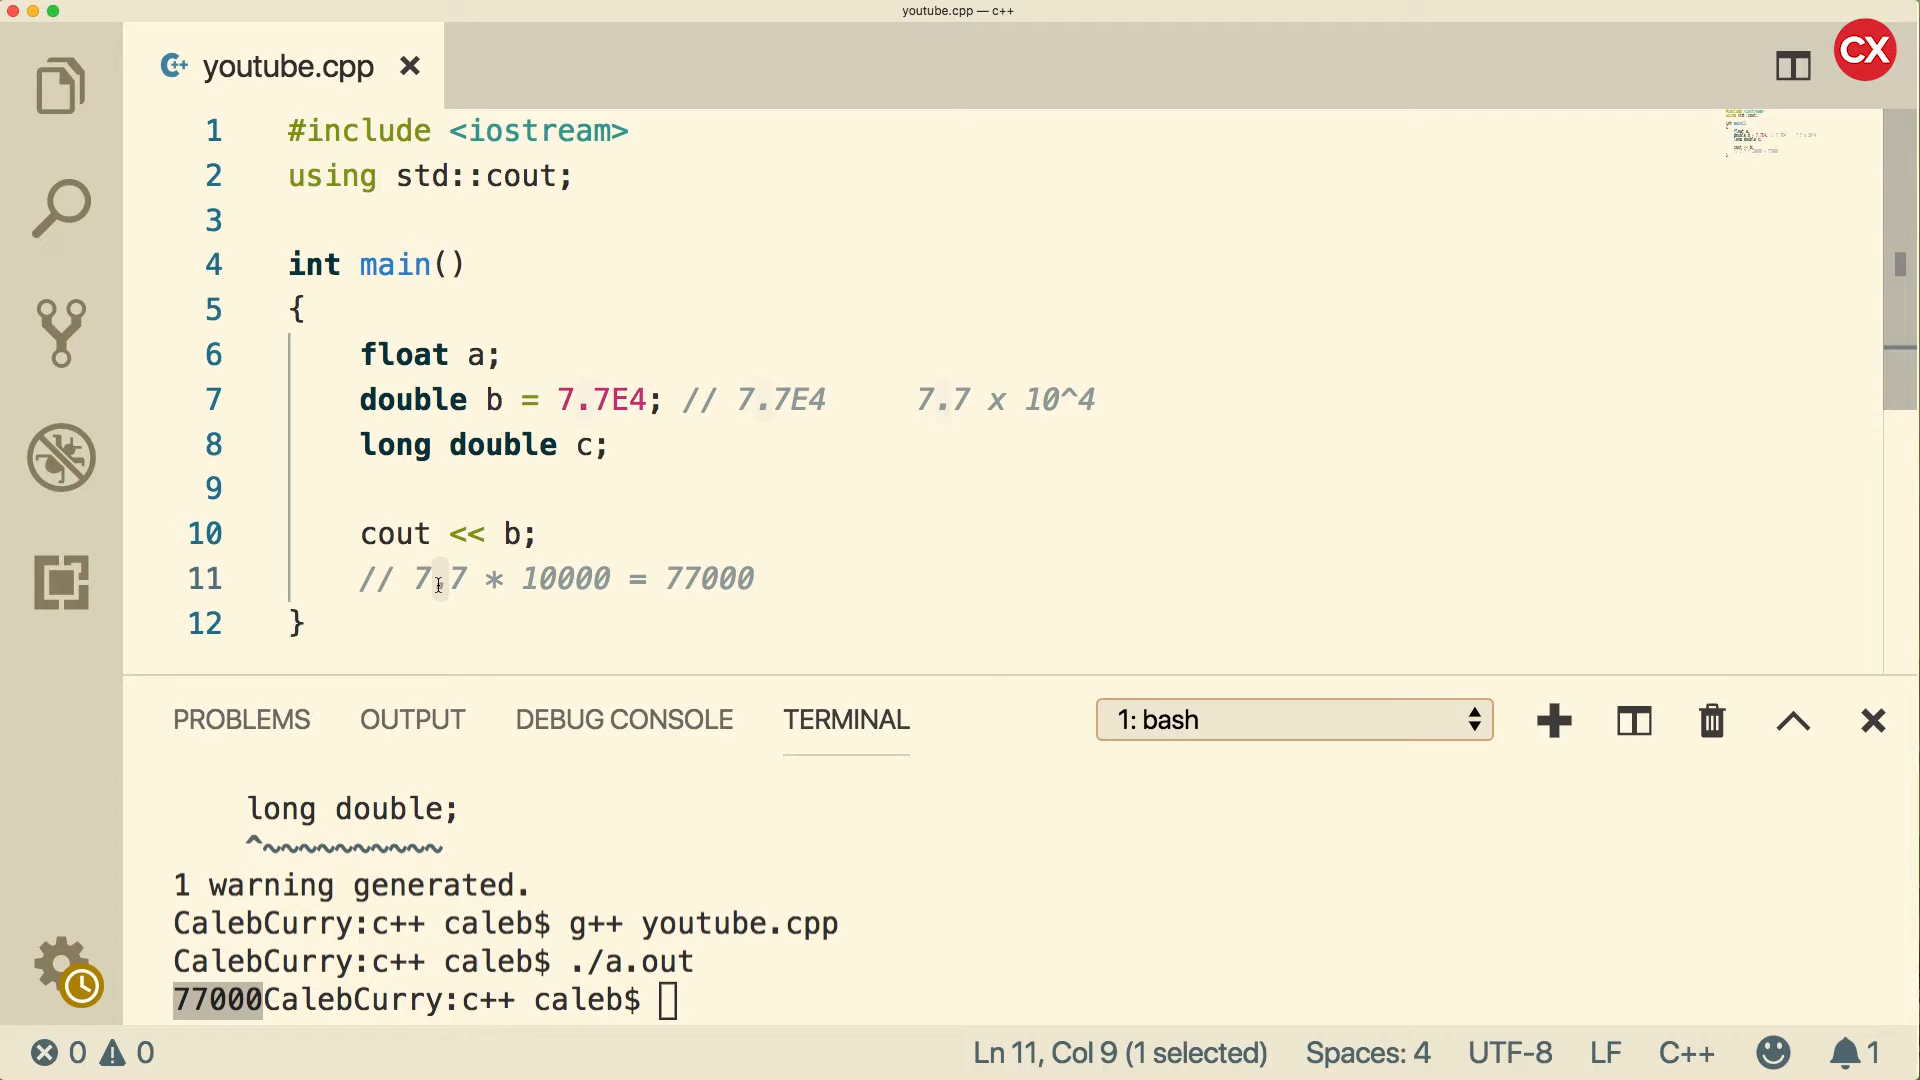 youtube.cpp — c++
youtube.cpp
CX
1 #include <iostream>
2 using std::cout;
3
4 int main()
5 {
6 float a;
7 double b = 7.7E4; // 7.7E4 7.7 x 10^4
8 long double c;
9
10 cout << b;
11 // 7.7 * 10000 = 77000
12 }
PROBLEMS OUTPUT DEBUG CONSOLE TERMINAL 1: bash
long double;
^~~~~~~~~~~
1 warning generated.
CalebCurry:c++ caleb$ g++ youtube.cpp
CalebCurry:c++ caleb$ ./a.out
77000CalebCurry:c++ caleb$
0 0 Ln 11, Col 9 (1 selected) Spaces: 4 UTF-8 LF C++ 1